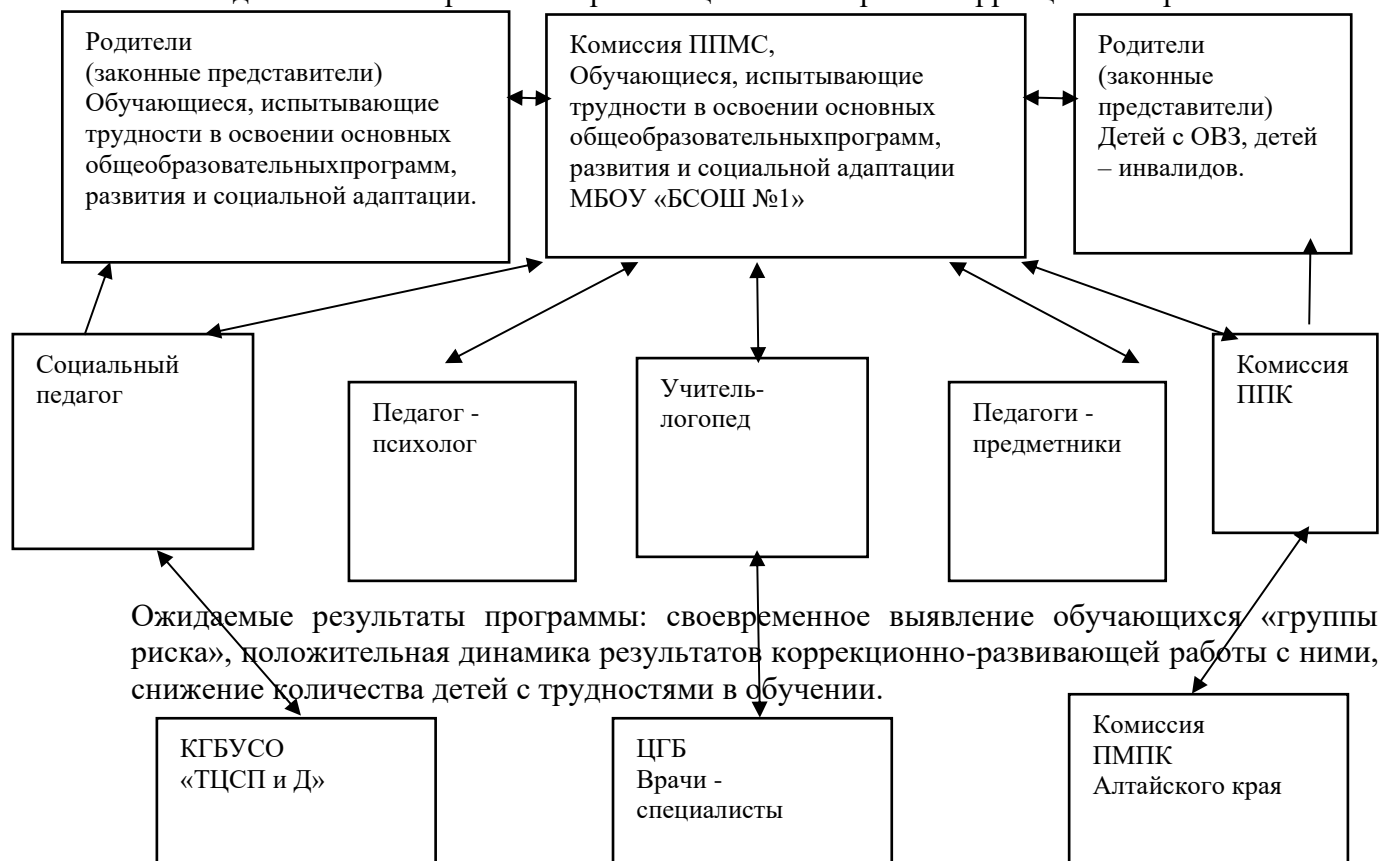 Родители
(законные представители)
Обучающиеся, испытывающие
трудности в освоении основных
общеобразовательныхпрограмм,
развития и социальной адаптации.
Комиссия ППМС,
Обучающиеся, испытывающие
трудности в освоении основных
общеобразовательныхпрограмм,
развития и социальной адаптации
МБОУ «БСОШ №1»
Родители
(законные
представители)
Детей с ОВЗ, детей
– инвалидов.
Социальный
педагог
Педагог -
психолог
Учитель-
логопед
Педагоги -
предметники
Комиссия
ППК
Ожидаемые результаты программы: своевременное выявление обучающихся «группы
риска», положительная динамика результатов коррекционно-развивающей работы с ними,
снижение количества детей с трудностями в обучении.
КГБУСО
«ТЦСП и Д»
ЦГБ
Врачи -
специалисты
Комиссия
ПМПК
Алтайского края